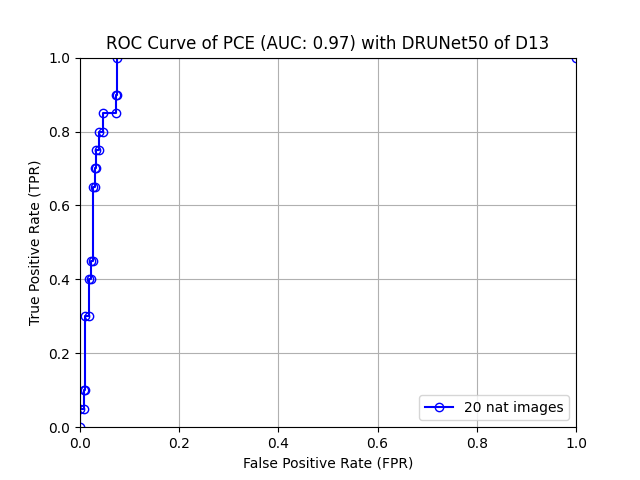 ROC Curve of PCE (AUC: 0.97) with DRUNet50 of D13
True Positive Rate (TPR)
1.0
0.8
0.6
0.4
0.2
0.0
20 nat images
0.0 0.2 0.4 0.6 0.8 1.0
False Positive Rate (FPR)